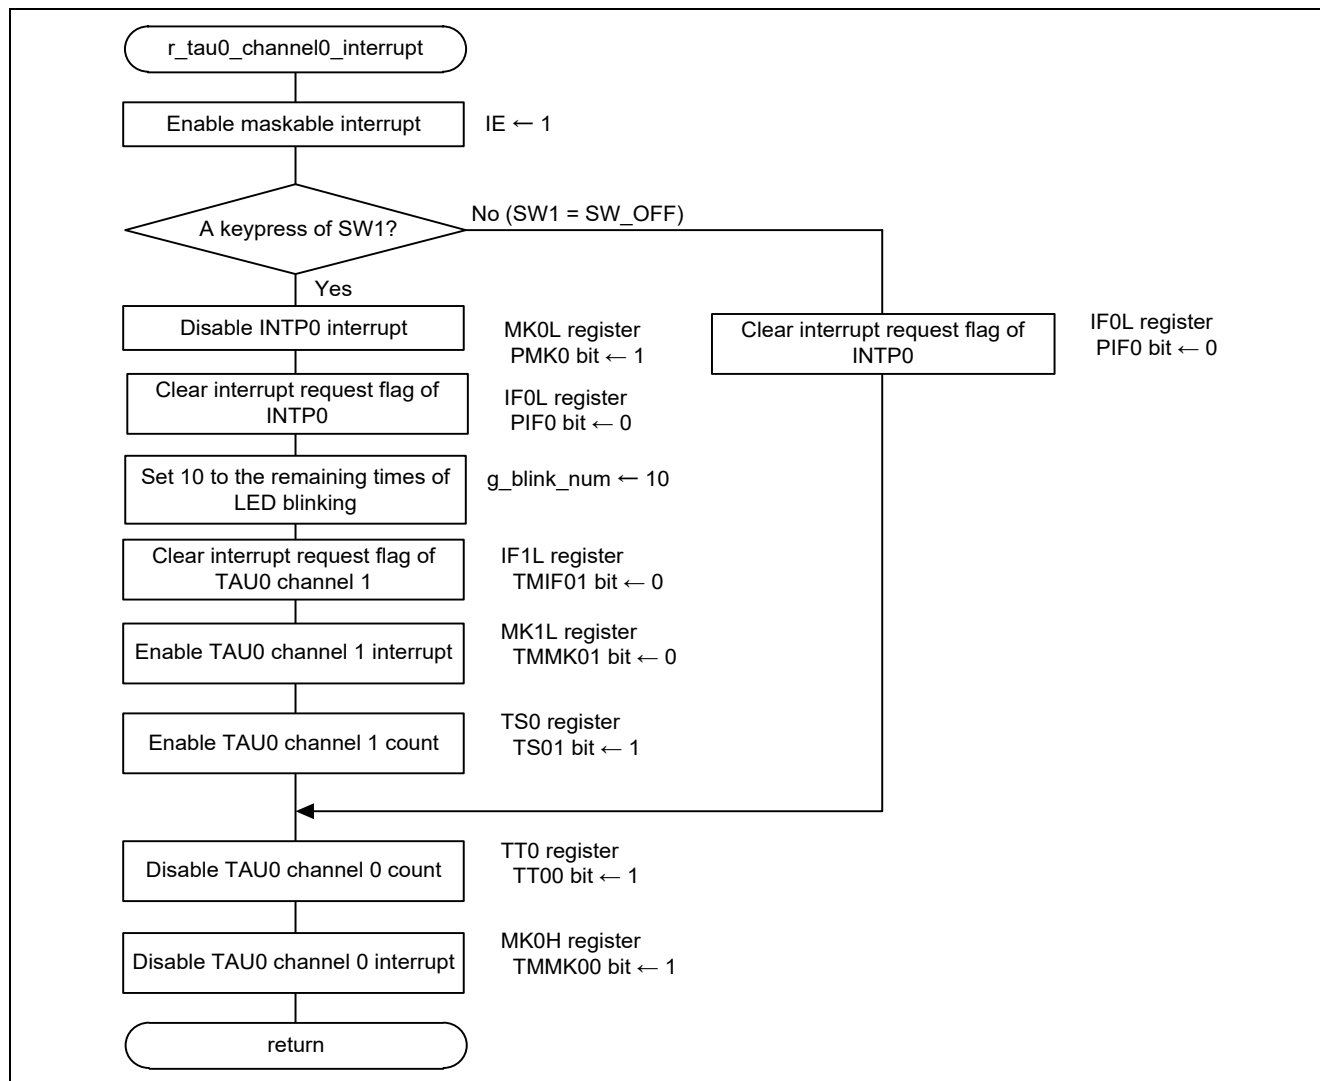 r_tau0_channel0_interrupt
Enable maskable interrupt
IE ← 1
A keypress of SW1?
No (SW1 = SW_OFF)
Yes
Disable INTP0 interrupt
MK0L register
PMK0 bit ← 1
Clear interrupt request flag of
INTP0
IF0L register
PIF0 bit ← 0
Clear interrupt request flag of
INTP0
IF0L register
PIF0 bit ← 0
Set 10 to the remaining times of
LED blinking
g_blink_num ← 10
Clear interrupt request flag of
TAU0 channel 1
IF1L register
TMIF01 bit ← 0
Enable TAU0 channel 1 interrupt
MK1L register
TMMK01 bit ← 0
Enable TAU0 channel 1 count
TS0 register
TS01 bit ← 1
Disable TAU0 channel 0 count
TT0 register
TT00 bit ← 1
Disable TAU0 channel 0 interrupt
MK0H register
TMMK00 bit ← 1
return